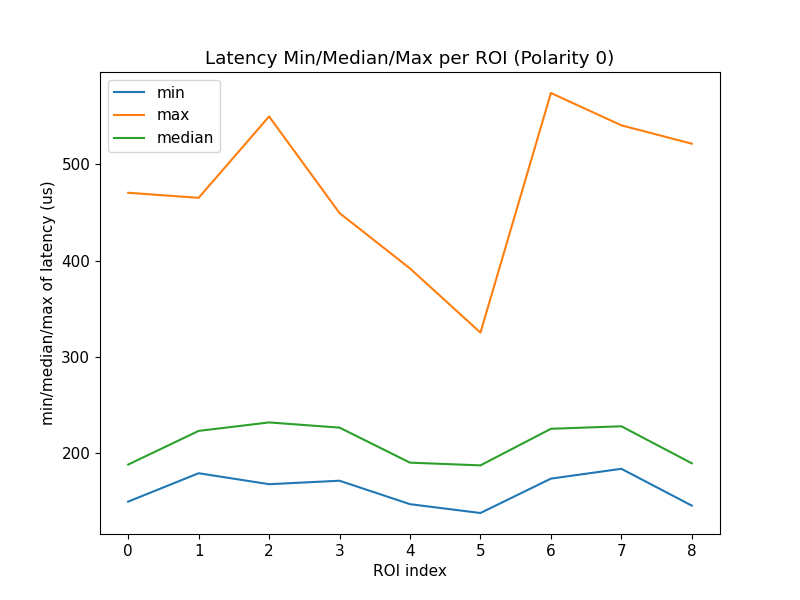 Latency Min/Median/Max per ROI (Polarity 0)
min
max
median
min/median/max of latency (us)
500
400
300
200
0 1 2 3 4 5 6 7 8
ROI index